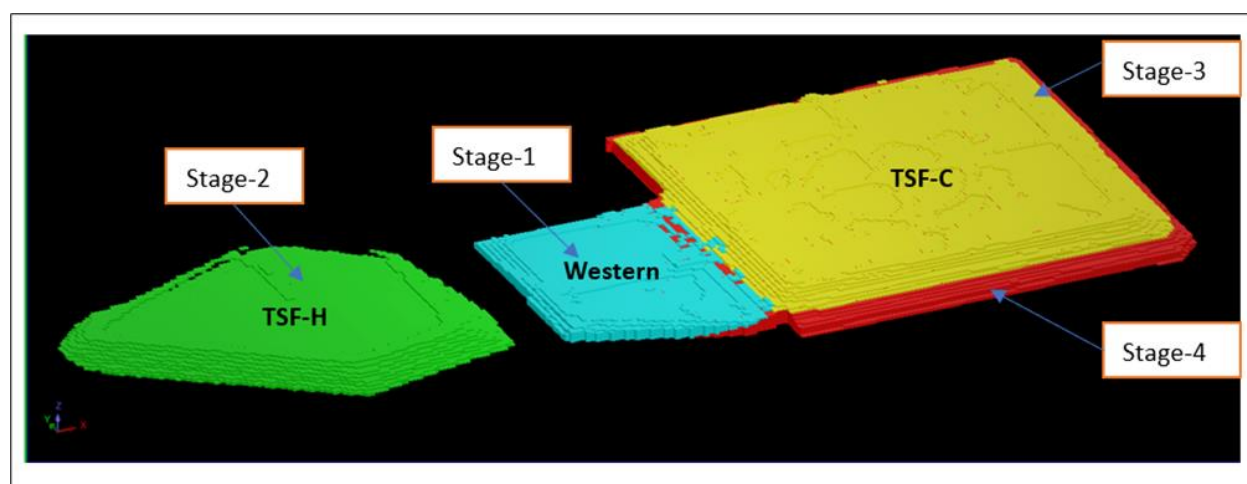 Stage-3
Stage-1
Stage-2
TSF-C
Western
TSF-H
Stage-4
Z
Y
X